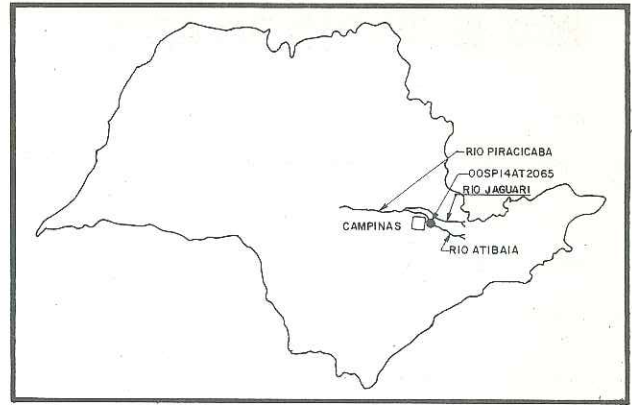 RIO PIRACICABA
00SP14AT2065
RIO JAGUARI
CAMPINAS
RIO ATIBAIA